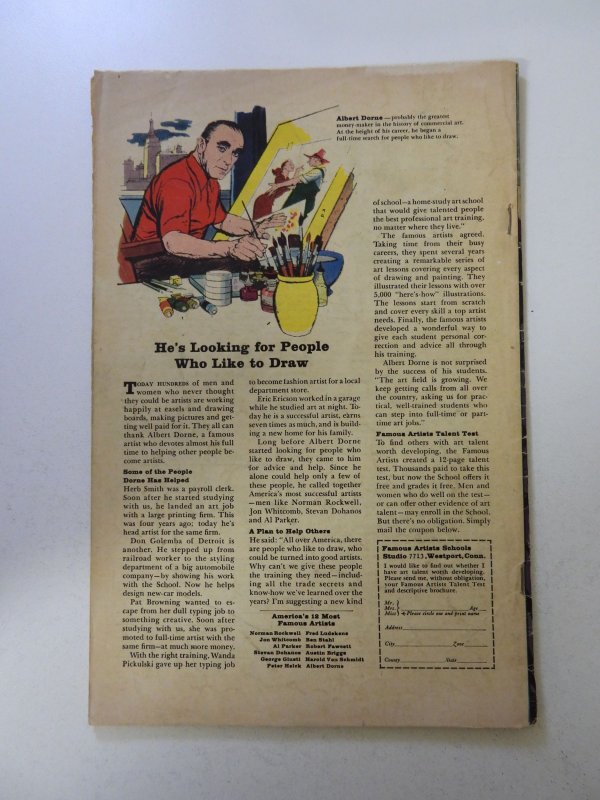 Albert Dorne — probably the greatest
money-maker in the history of commercial art.
At the height of his career, he began a
full-time search for people who like to draw.
He's Looking for People
Who Like to Draw
TODAY HUNDREDS of men and
women who never thought
they could be artists are working
happily at easels and drawing
boards, making pictures and get-
ting well paid for it. They all can
thank Albert Dorne, a famous
artist who devotes almost his full
time to helping other people be-
come artists.
Some of the People
Dorne Has Helped
Herb Smith was a payroll clerk.
Soon after he started studying
with us, he landed an art job
with a large printing firm. This
was four years ago; today he's
head artist for the same firm.
Don Golemba of Detroit is
another. He stepped up from
railroad worker to the styling
department of a big automobile
company—by showing his work
with the School. Now he helps
design new-car models.
Pat Browning wanted to es-
cape from her dull typing job to
something creative. Soon after
studying with us, she was pro-
moted to full-time artist with the
same firm—at much more money.
With the right training, Wanda
Pickulski gave up her typing job
to become fashion artist for a local
department store.
Eric Ericson worked in a garage
while he studied art at night. To-
day he is a successful artist, earns
seven times as much, and is build-
ing a new home for his family.
Long before Albert Dorne
started looking for people who
like to draw, they came to him
for advice and help. Since he
alone could help only a few of
these people, he called together
America's most successful artists
—men like Norman Rockwell,
Jon Whitcomb, Stevan Dohanos
and Al Parker.
A Plan to Help Others
He said: "All over America, there
are people who like to draw, who
could be turned into good artists.
Why can't we give these people
the training they need—includ-
ing all the trade secrets and
know-how we've learned over the
years? I'm suggesting a new kind
America's 12 Most
Famous Artists
Norman Rockwell Fred Ludekens
Jon Whitcomb Ben Stahl
Al Parker Robert Fawcett
Stevan Dohanos Austin Briggs
George Giusti Harold Von Schmidt
Peter Helck Albert Dorne
of school—a home-study art school
that would give talented people
the best professional art training,
no matter where they live."
The famous artists agreed.
Taking time from their busy
careers, they spent several years
creating a remarkable series of
art lessons covering every aspect
of drawing and painting. They
illustrated their lessons with over
5,000 "here's-how" illustrations.
The lessons start from scratch
and cover every skill a top artist
needs. Finally, the famous artists
developed a wonderful way to
give each student personal cor-
rection and advice all through
his training.
Albert Dorne is not surprised
by the success of his students.
"The art field is growing. We
keep getting calls from all over
the country, asking us for prac-
tical, well-trained students who
can step into full-time or part-
time art jobs."
Famous Artists Talent Test
To find others with art talent
worth developing, the Famous
Artists created a 12-page talent
test. Thousands paid to take this
test, but now the School offers it
free and grades it free. Men and
women who do well on the test—
or can offer other evidence of art
talent—may enroll in the School.
But there's no obligation. Simply
mail the coupon below.
Famous Artists Schools
Studio 7713, Westport, Conn.
I would like to find out whether I
have art talent worth developing.
Please send me, without obligation,
your Famous Artists Talent Test
and descriptive brochure.
Mr.
Mrs. Age
Miss Please circle one and print name
Address
City Zone
County State